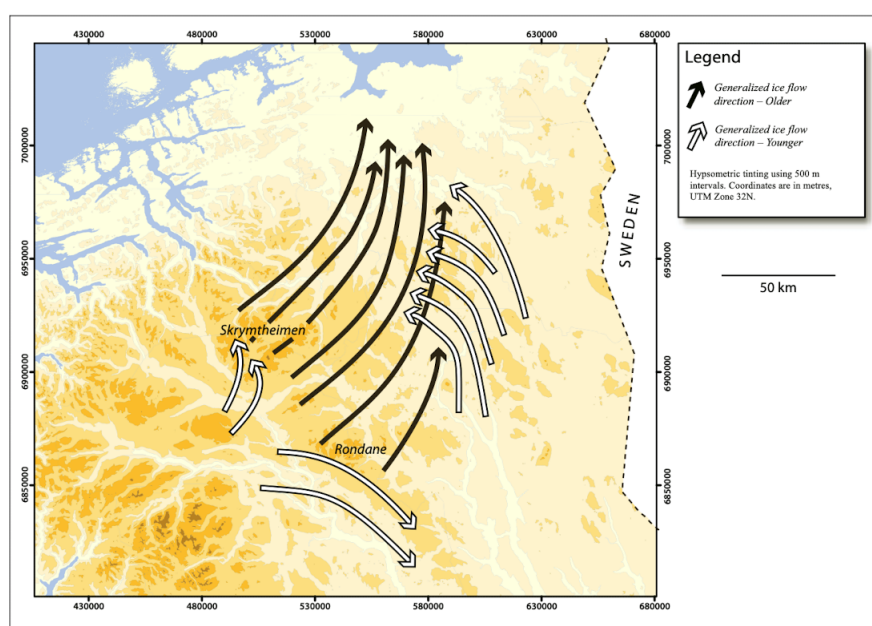 430000 480000 530000 580000 630000 680000
Legend
Generalized ice flow
direction – Older
Generalized ice flow
direction – Younger
Hypsometric tinting using 500 m
intervals. Coordinates are in metres,
UTM Zone 32N.
7000000
7000000
SWEDEN
6950000
6950000
50 km
Skrymtheimen
6900000
6900000
Rondane
6850000
6850000
430000 480000 530000 580000 630000 680000